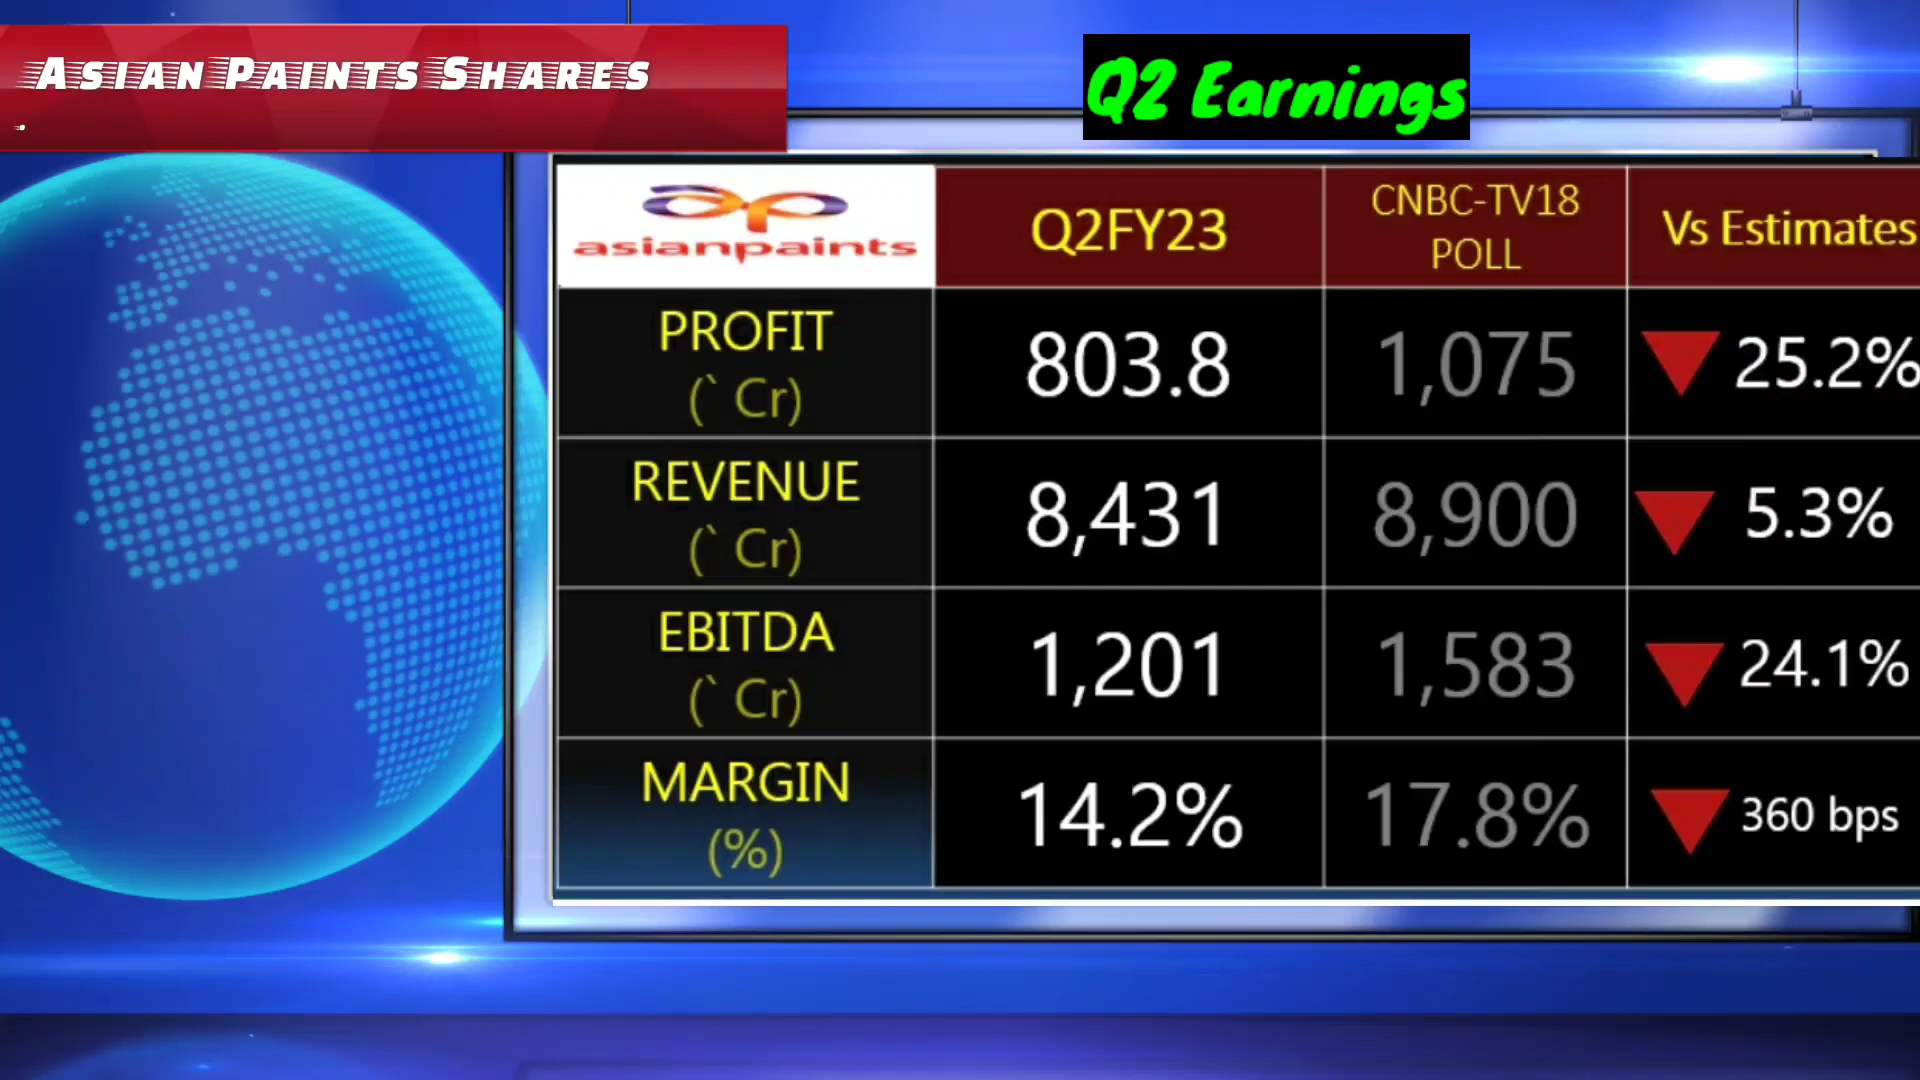 ASIAN PAINTS SHARES
.
Q2 Earnings
asianpaints
Q2FY23
CNBC-TV18
POLL
Vs Estimates
PROFIT
(` Cr)
803.8
1,075
25.2%
REVENUE
(` Cr)
8,431
8,900
5.3%
EBITDA
(` Cr)
1,201
1,583
24.1%
MARGIN
(%)
14.2%
17.8%
360 bps